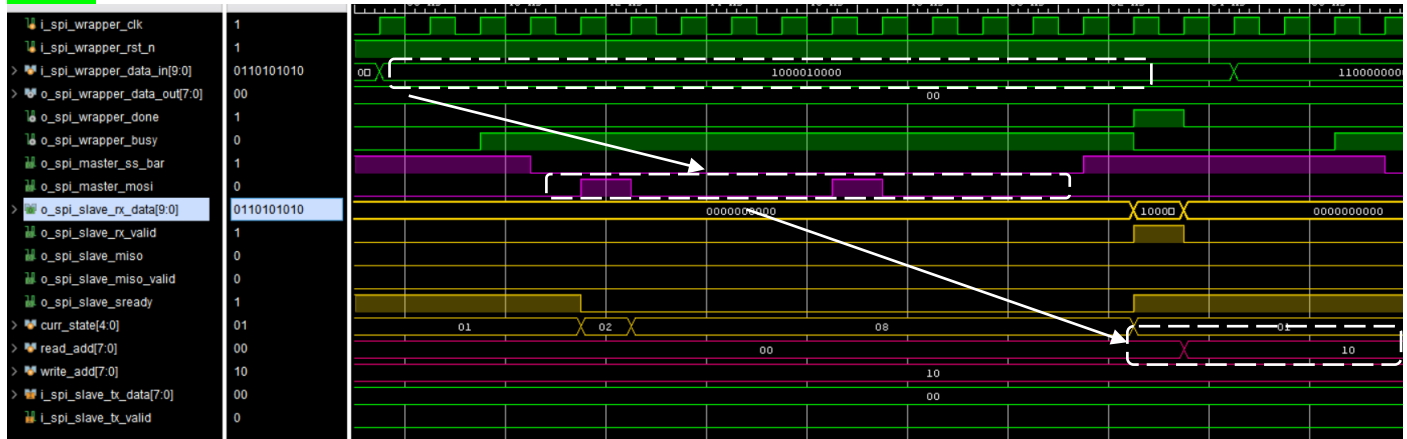 i_spi_wrapper_clk 1
i_spi_wrapper_rst_n 1
i_spi_wrapper_data_in[9:0] 0110101010 1000010000
o_spi_wrapper_data_out[7:0] 00 00
o_spi_wrapper_done 1
o_spi_wrapper_busy 0
o_spi_master_ss_bar 1
o_spi_master_mosi 0
o_spi_slave_rx_data[9:0] 0110101010 0000000000 1000 0000000000
o_spi_slave_rx_valid 1
o_spi_slave_miso 0
o_spi_slave_miso_valid 0
o_spi_slave_sready 1
curr_state[4:0] 01 01 02 08 01
read_add[7:0] 00 00 10
write_add[7:0] 10 10
i_spi_slave_tx_data[7:0] 00 00
i_spi_slave_tx_valid 0